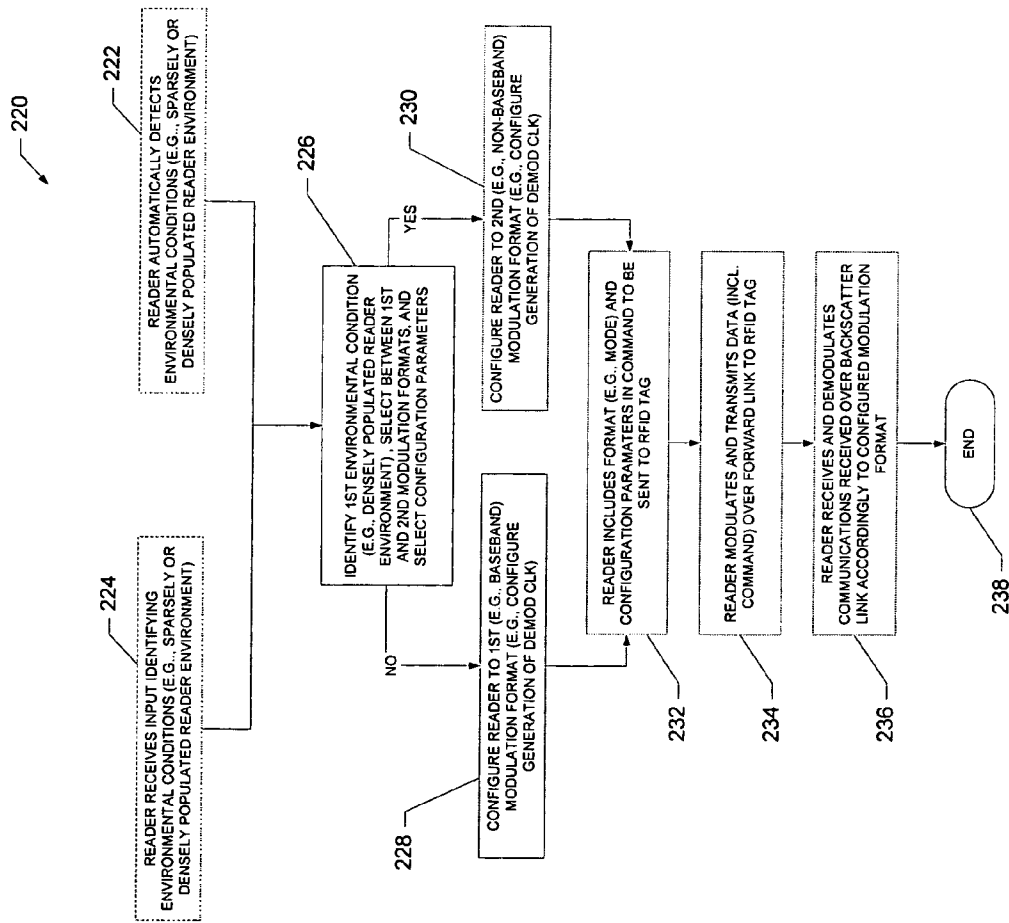 220
224
READER RECEIVES INPUT IDENTIFYING
ENVIRONMENTAL CONDITIONS (E.G.., SPARSELY OR
DENSELY POPULATED READER ENVIRONMENT)
222
READER AUTOMATICALLY DETECTS
ENVIRONMENTAL CONDITIONS (E.G.., SPARSELY OR
DENSELY POPULATED READER ENVIRONMENT)
226
IDENTIFY 1ST ENVIRONMENTAL CONDITION
(E.G., DENSELY POPULATED READER
ENVIRONMENT), SELECT BETWEEN 1ST
AND 2ND MODULATION FORMATS, AND
SELECT CONFIGURATION PARAMETERS
NO
YES
228
CONFIGURE READER TO 1ST (E.G., BASEBAND)
MODULATION FORMAT (E.G., CONFIGURE
GENERATION OF DEMOD CLK)
230
CONFIGURE READER TO 2ND (E.G., NON-BASEBAND)
MODULATION FORMAT (E.G., CONFIGURE
GENERATION OF DEMOD CLK)
READER INCLUDES FORMAT (E.G., MODE) AND
CONFIGURATION PARAMATERS IN COMMAND TO BE
SENT TO RFID TAG
232
READER MODULATES AND TRANSMITS DATA (INCL.
COMMAND) OVER FORWARD LINK TO RFID TAG
234
READER RECEIVES AND DEMODULATES
COMMUNICATIONS RECEIVED OVER BACKSCATTER
LINK ACCORDINGLY TO CONFIGURED MODULATION
FORMAT
236
END
238